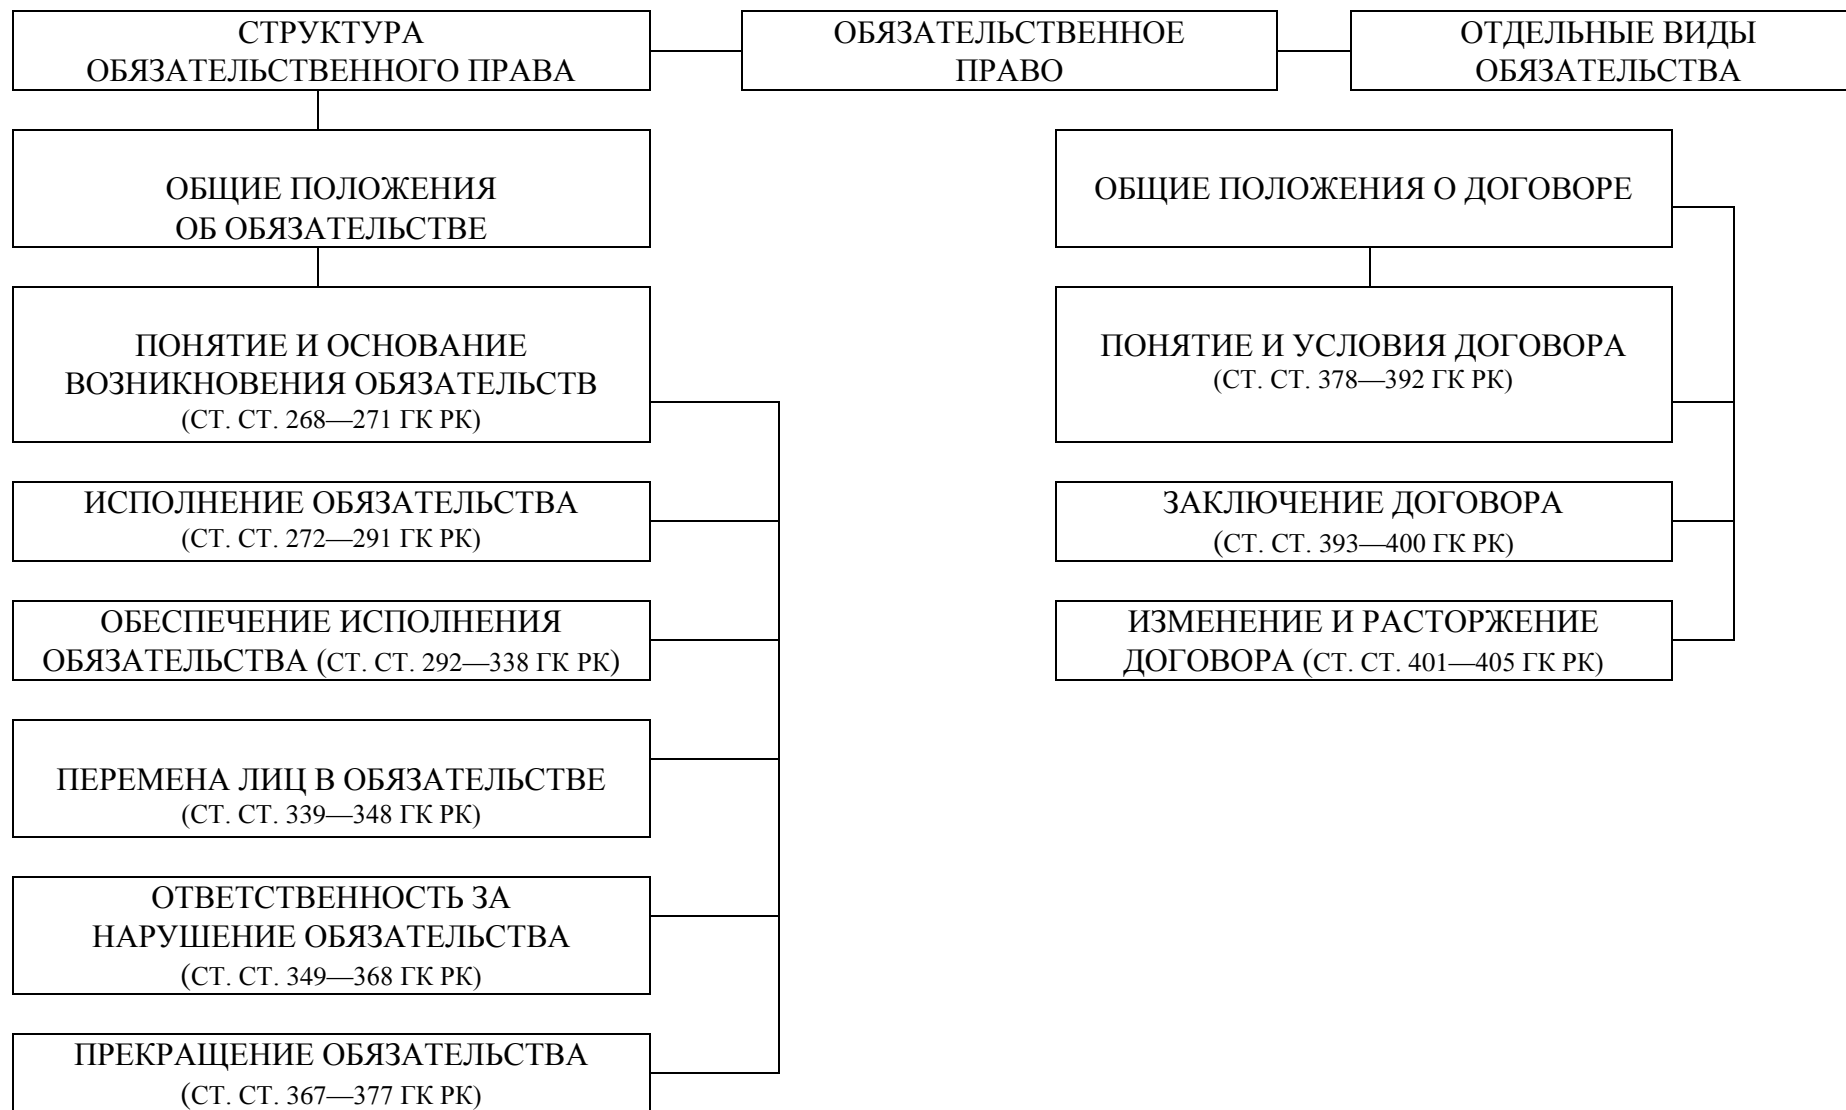 СТРУКТУРА
ОБЯЗАТЕЛЬСТВЕННОГО ПРАВА
ОБЯЗАТЕЛЬСТВЕННОЕ
ПРАВО
ОТДЕЛЬНЫЕ ВИДЫ
ОБЯЗАТЕЛЬСТВА
ОБЩИЕ ПОЛОЖЕНИЯ
ОБ ОБЯЗАТЕЛЬСТВЕ
ПОНЯТИЕ И ОСНОВАНИЕ
ВОЗНИКНОВЕНИЯ ОБЯЗАТЕЛЬСТВ
(СТ. СТ. 268—271 ГК РК)
ИСПОЛНЕНИЕ ОБЯЗАТЕЛЬСТВА
(СТ. СТ. 272—291 ГК РК)
ОБЕСПЕЧЕНИЕ ИСПОЛНЕНИЯ
ОБЯЗАТЕЛЬСТВА (СТ. СТ. 292—338 ГК РК)
ПЕРЕМЕНА ЛИЦ В ОБЯЗАТЕЛЬСТВЕ
(СТ. СТ. 339—348 ГК РК)
ОТВЕТСТВЕННОСТЬ ЗА
НАРУШЕНИЕ ОБЯЗАТЕЛЬСТВА
(СТ. СТ. 349—368 ГК РК)
ПРЕКРАЩЕНИЕ ОБЯЗАТЕЛЬСТВА
(СТ. СТ. 367—377 ГК РК)
ОБЩИЕ ПОЛОЖЕНИЯ О ДОГОВОРЕ
ПОНЯТИЕ И УСЛОВИЯ ДОГОВОРА
(СТ. СТ. 378—392 ГК РК)
ЗАКЛЮЧЕНИЕ ДОГОВОРА
(СТ. СТ. 393—400 ГК РК)
ИЗМЕНЕНИЕ И РАСТОРЖЕНИЕ
ДОГОВОРА (СТ. СТ. 401—405 ГК РК)